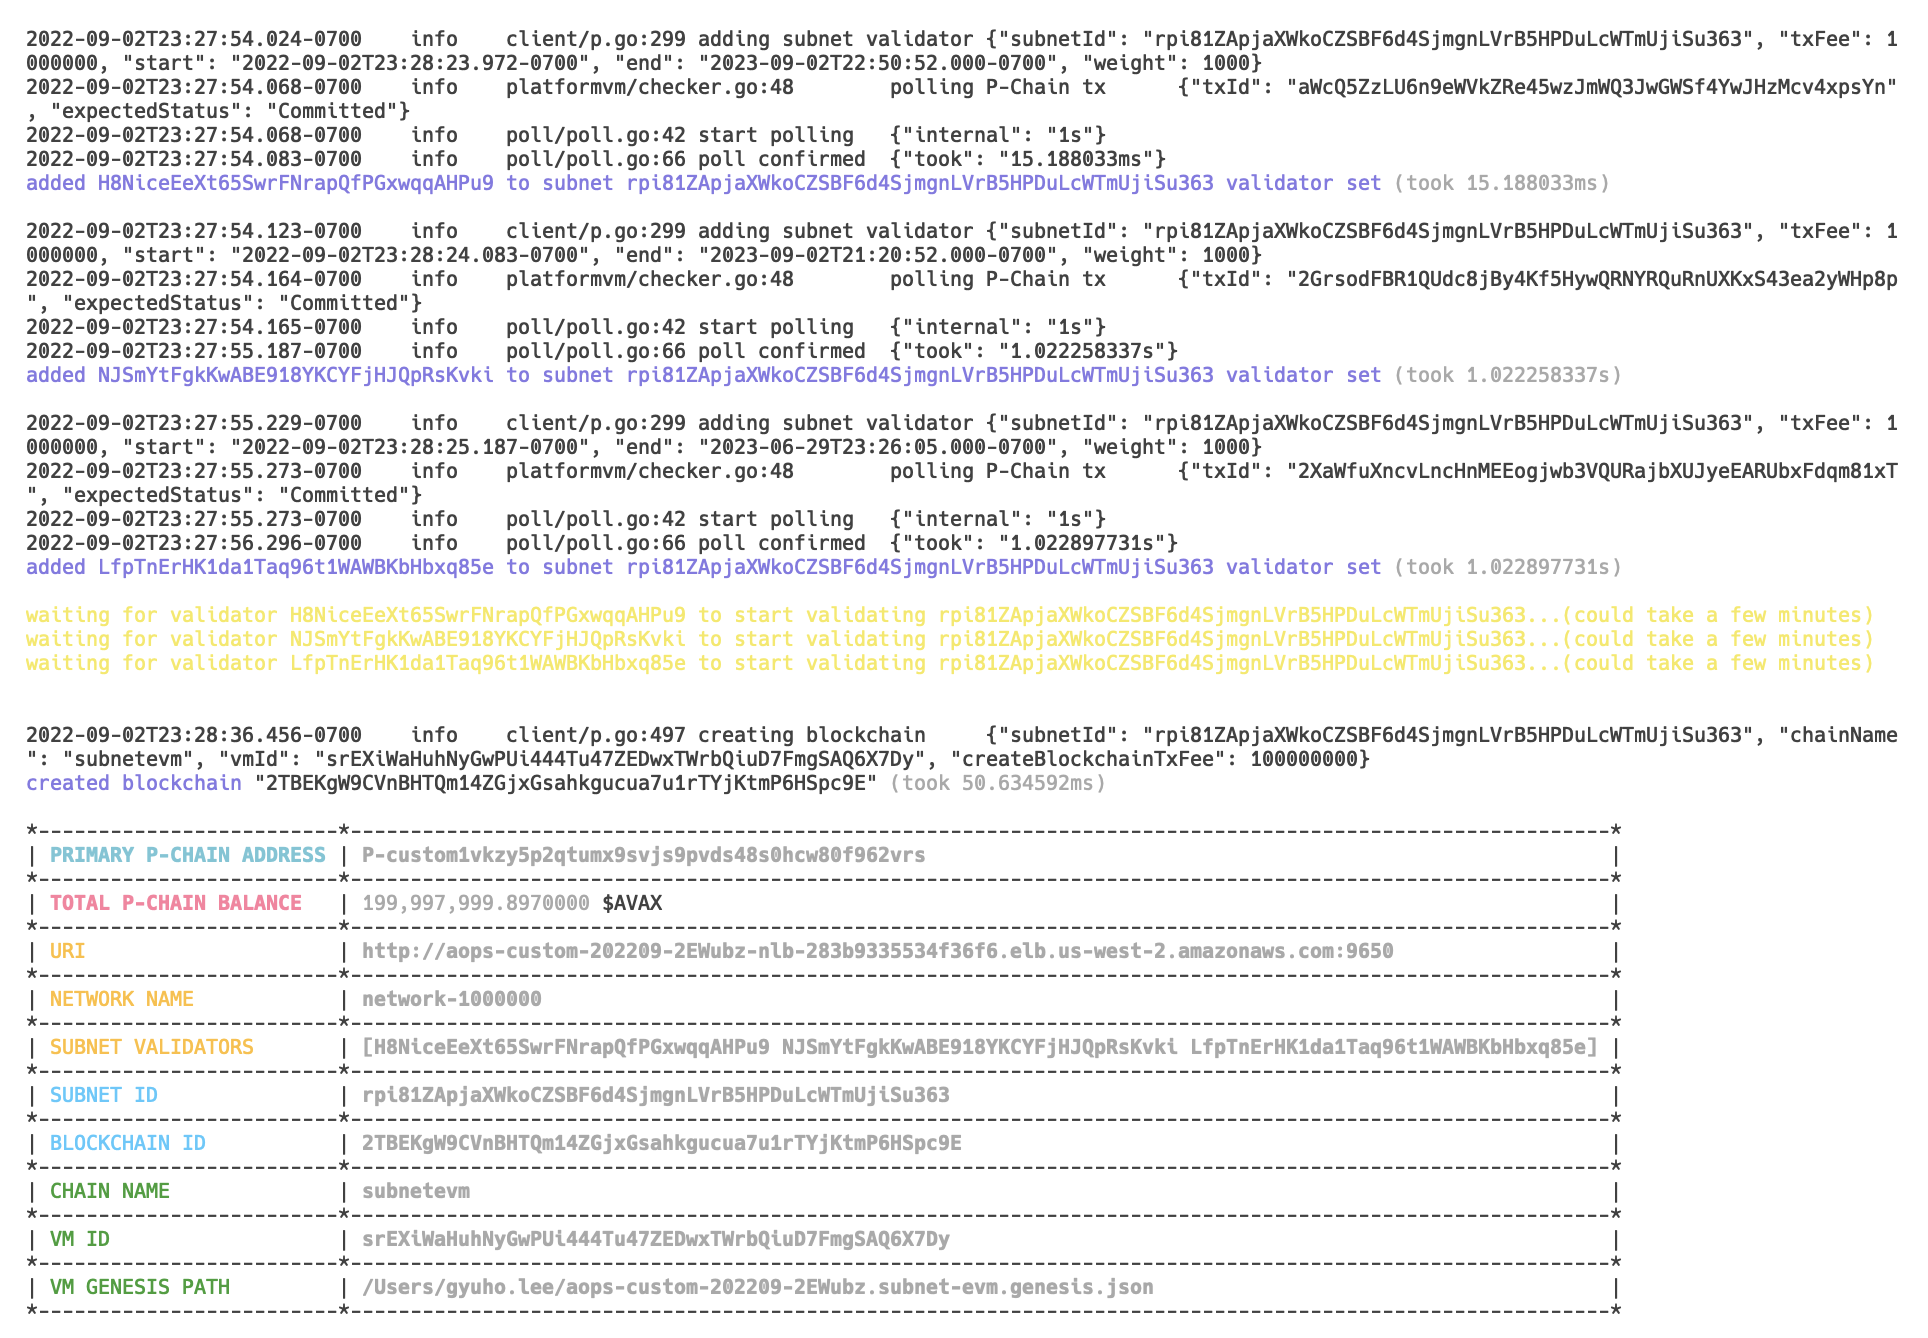 2022-09-02T23:27:54.024-0700    info    client/p.go:299 adding subnet validator {"subnetId": "rpi81ZApjaXWkoCZSBF6d4SjmgnLVrB5HPDuLcWTmUjiSu363", "txFee": 1
000000, "start": "2022-09-02T23:28:23.972-0700", "end": "2023-09-02T22:50:52.000-0700", "weight": 1000}
2022-09-02T23:27:54.068-0700    info    platformvm/checker.go:48        polling P-Chain tx      {"txId": "aWcQ5ZzLU6n9eWVkZRe45wzJmWQ3JwGWSf4YwJHzMcv4xpsYn"
, "expectedStatus": "Committed"}
2022-09-02T23:27:54.068-0700    info    poll/poll.go:42 start polling   {"internal": "1s"}
2022-09-02T23:27:54.083-0700    info    poll/poll.go:66 poll confirmed  {"took": "15.188033ms"}
added H8NiceEeXt65SwrFNrapQfPGxwqqAHPu9 to subnet rpi81ZApjaXWkoCZSBF6d4SjmgnLVrB5HPDuLcWTmUjiSu363 validator set (took 15.188033ms)
2022-09-02T23:27:54.123-0700    info    client/p.go:299 adding subnet validator {"subnetId": "rpi81ZApjaXWkoCZSBF6d4SjmgnLVrB5HPDuLcWTmUjiSu363", "txFee": 1
000000, "start": "2022-09-02T23:28:24.083-0700", "end": "2023-09-02T21:20:52.000-0700", "weight": 1000}
2022-09-02T23:27:54.164-0700    info    platformvm/checker.go:48        polling P-Chain tx      {"txId": "2GrsodFBR1QUdc8jBy4Kf5HywQRNYRQuRnUXKxS43ea2yWHp8p
", "expectedStatus": "Committed"}
2022-09-02T23:27:54.165-0700    info    poll/poll.go:42 start polling   {"internal": "1s"}
2022-09-02T23:27:55.187-0700    info    poll/poll.go:66 poll confirmed  {"took": "1.022258337s"}
added NJSmYtFgkKwABE918YKCYFjHJQpRsKvki to subnet rpi81ZApjaXWkoCZSBF6d4SjmgnLVrB5HPDuLcWTmUjiSu363 validator set (took 1.022258337s)
2022-09-02T23:27:55.229-0700    info    client/p.go:299 adding subnet validator {"subnetId": "rpi81ZApjaXWkoCZSBF6d4SjmgnLVrB5HPDuLcWTmUjiSu363", "txFee": 1
000000, "start": "2022-09-02T23:28:25.187-0700", "end": "2023-06-29T23:26:05.000-0700", "weight": 1000}
2022-09-02T23:27:55.273-0700    info    platformvm/checker.go:48        polling P-Chain tx      {"txId": "2XaWfuXncvLncHnMEEogjwb3VQURajbXUJyeEARUbxFdqm81xT
", "expectedStatus": "Committed"}
2022-09-02T23:27:55.273-0700    info    poll/poll.go:42 start polling   {"internal": "1s"}
2022-09-02T23:27:56.296-0700    info    poll/poll.go:66 poll confirmed  {"took": "1.022897731s"}
added LfpTnErHK1da1Taq96t1WAWBKbHbxq85e to subnet rpi81ZApjaXWkoCZSBF6d4SjmgnLVrB5HPDuLcWTmUjiSu363 validator set (took 1.022897731s)
waiting for validator H8NiceEeXt65SwrFNrapQfPGxwqqAHPu9 to start validating rpi81ZApjaXWkoCZSBF6d4SjmgnLVrB5HPDuLcWTmUjiSu363...(could take a few minutes)
waiting for validator NJSmYtFgkKwABE918YKCYFjHJQpRsKvki to start validating rpi81ZApjaXWkoCZSBF6d4SjmgnLVrB5HPDuLcWTmUjiSu363...(could take a few minutes)
waiting for validator LfpTnErHK1da1Taq96t1WAWBKbHbxq85e to start validating rpi81ZApjaXWkoCZSBF6d4SjmgnLVrB5HPDuLcWTmUjiSu363...(could take a few minutes)
2022-09-02T23:28:36.456-0700    info    client/p.go:497 creating blockchain     {"subnetId": "rpi81ZApjaXWkoCZSBF6d4SjmgnLVrB5HPDuLcWTmUjiSu363", "chainName
": "subnetevm", "vmId": "srEXiWaHuhNyGwPUi444Tu47ZEDwxTWrbQiuD7FmgSAQ6X7Dy", "createBlockchainTxFee": 100000000}
created blockchain "2TBEKgW9CVnBHTQm14ZGjxGsahkgucua7u1rTYjKtmP6HSpc9E" (took 50.634592ms)
| PRIMARY P-CHAIN ADDRESS | P-custom1vkzy5p2qtumx9svjs9pvds48s0hcw80f962vrs |
| TOTAL P-CHAIN BALANCE | 199,997,999.8970000 $AVAX |
| URI | http://aops-custom-202209-2EWubz-nlb-283b9335534f36f6.elb.us-west-2.amazonaws.com:9650 |
| NETWORK NAME | network-1000000 |
| SUBNET VALIDATORS | [H8NiceEeXt65SwrFNrapQfPGxwqqAHPu9 NJSmYtFgkKwABE918YKCYFjHJQpRsKvki LfpTnErHK1da1Taq96t1WAWBKbHbxq85e] |
| SUBNET ID | rpi81ZApjaXWkoCZSBF6d4SjmgnLVrB5HPDuLcWTmUjiSu363 |
| BLOCKCHAIN ID | 2TBEKgW9CVnBHTQm14ZGjxGsahkgucua7u1rTYjKtmP6HSpc9E |
| CHAIN NAME | subnetevm |
| VM ID | srEXiWaHuhNyGwPUi444Tu47ZEDwxTWrbQiuD7FmgSAQ6X7Dy |
| VM GENESIS PATH | /Users/gyuho.lee/aops-custom-202209-2EWubz.subnet-evm.genesis.json |